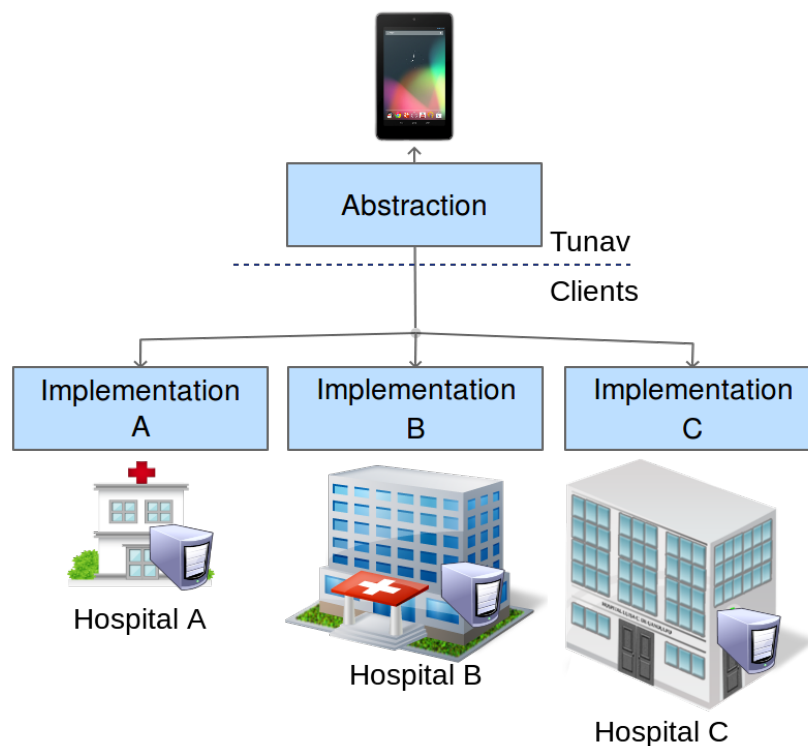 Abstraction
Tunav
Clients
Implementation
A
Implementation
B
Implementation
C
Hospital A
Hospital B
Hospital C